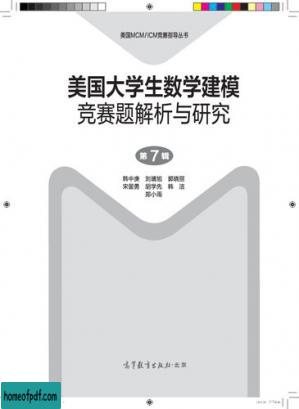 美国MCM/ICM竞赛指导丛书
美国大学生数学建模
竞赛题解析与研究
第7辑
韩中庚 刘增旭 郭晓丽
宋留勇 胡学先 韩 洁
郑小雨
高等教育出版社·北京
homeofpdf.com